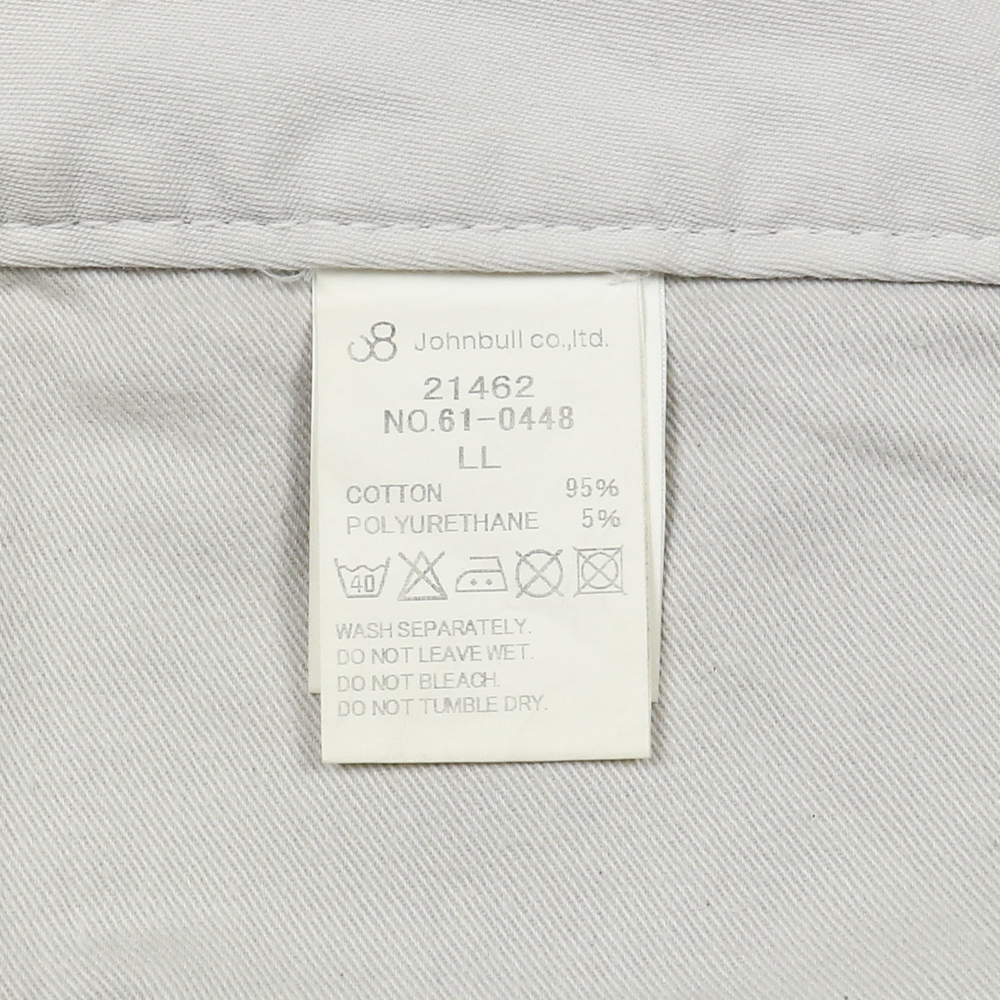 Johnbull co.,ltd.
21462
NO.61-0448
LL
COTTON 95%
POLYURETHANE 5%
40
WASH SEPARATELY.
DO NOT LEAVE WET.
DO NOT BLEACH.
DO NOT TUMBLE DRY.